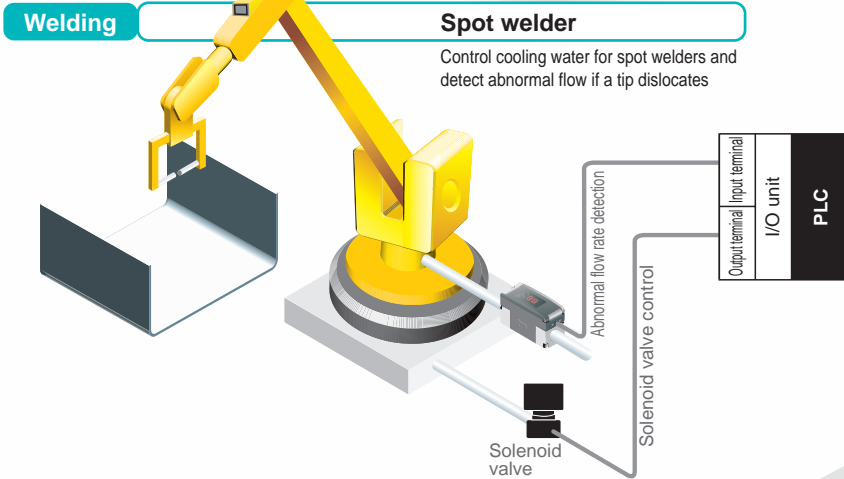 Welding
Spot welder
Control cooling water for spot welders and
detect abnormal flow if a tip dislocates
Abnormal flow rate detection
Input terminal
Output terminal
I/O unit
PLC
Solenoid valve control
Solenoid
valve